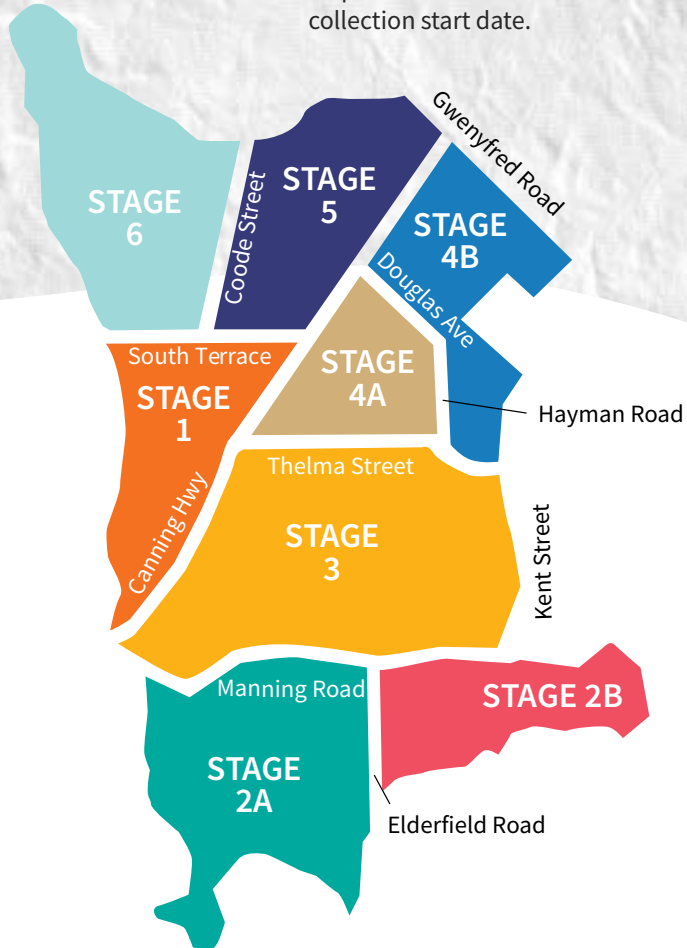 collection start date.
Gwenyfred Road
STAGE
5
STAGE
6
Coode Street
STAGE
4B
Douglas Ave
South Terrace
STAGE
1
STAGE
4A
Hayman Road
Canning Hwy
Thelma Street
STAGE
3
Kent Street
Manning Road
STAGE 2B
STAGE
2A
Elderfield Road